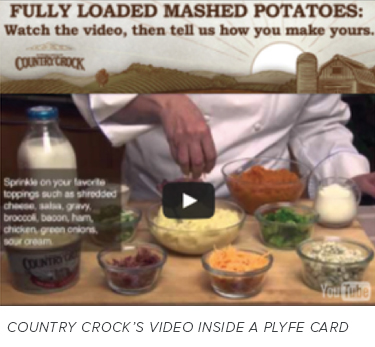 FULLY LOADED MASHED POTATOES:
Watch the video, then tell us how you make yours.
COUNTRY CROCK
Sprinkle on your favorite
toppings such as shredded
cheese, salsa, gravy,
broccoli, bacon, ham,
chicken, green onions,
sour cream.
COUNTRY CROCK
YouTube
COUNTRY CROCK'S VIDEO INSIDE A PLYFE CARD